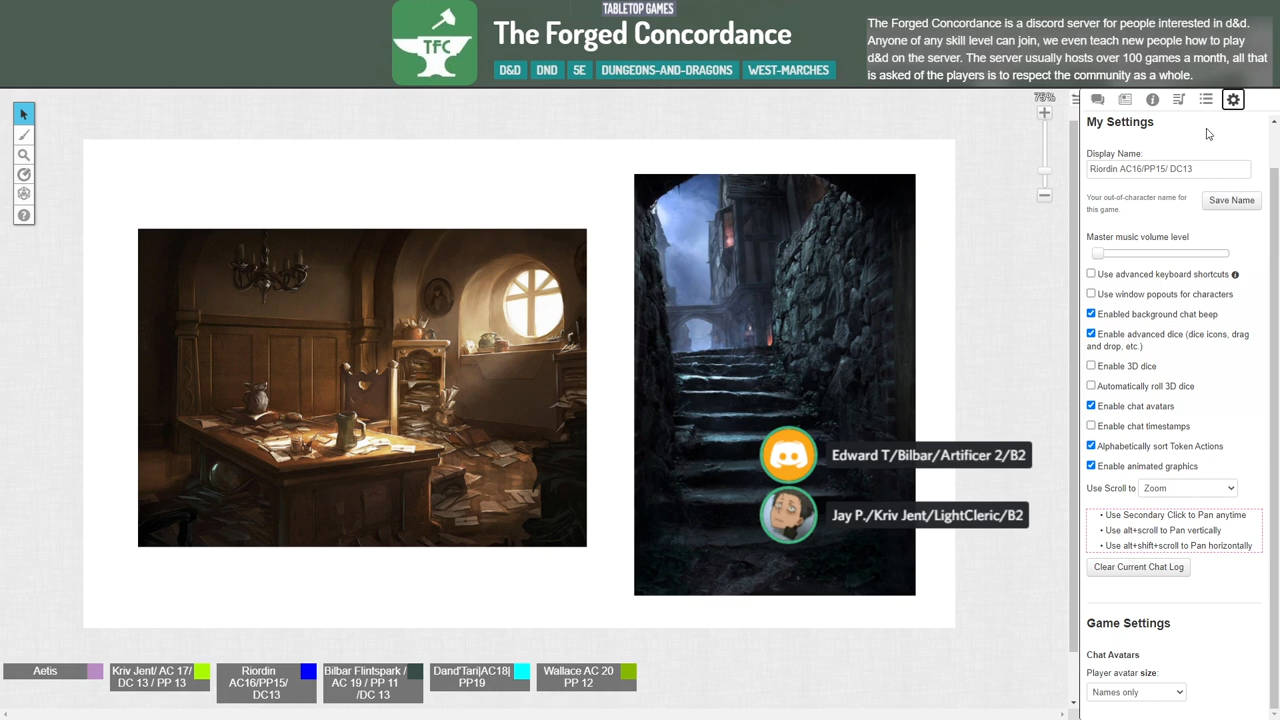 TABLETOP GAMES
TFC
The Forged Concordance
D&D DND 5E DUNGEONS-AND-DRAGONS WEST-MARCHES
The Forged Concordance is a discord server for people interested in d&d.
Anyone of any skill level can join, we even teach new people how to play
d&d on the server. The server usually hosts over 100 games a month, all that
is asked of the players is to respect the community as a whole.
75%
My Settings
Display Name:
Riordin AC16/PP15/ DC13
Your out-of-character name for
this game.
Save Name
Master music volume level
Use advanced keyboard shortcuts
Use window popouts for characters
Enabled background chat beep
Enable advanced dice (dice icons, drag
and drop, etc.)
Enable 3D dice
Automatically roll 3D dice
Enable chat avatars
Enable chat timestamps
Alphabetically sort Token Actions
Enable animated graphics
Use Scroll to Zoom
• Use Secondary Click to Pan anytime
• Use alt+scroll to Pan vertically
• Use alt+shift+scroll to Pan horizontally
Clear Current Chat Log
Game Settings
Chat Avatars
Player avatar size:
Names only
Edward T/Bilbar/Artificer 2/B2
Jay P./Kriv Jent/LightCleric/B2
Aetis
Kriv Jent/ AC 17/
DC 13 / PP 13
Riordin
AC16/PP15/
DC13
Bilbar Flintspark /
AC 19 / PP 11
/DC 13
Dand'Tari|AC18|
PP19
Wallace AC 20
PP 12